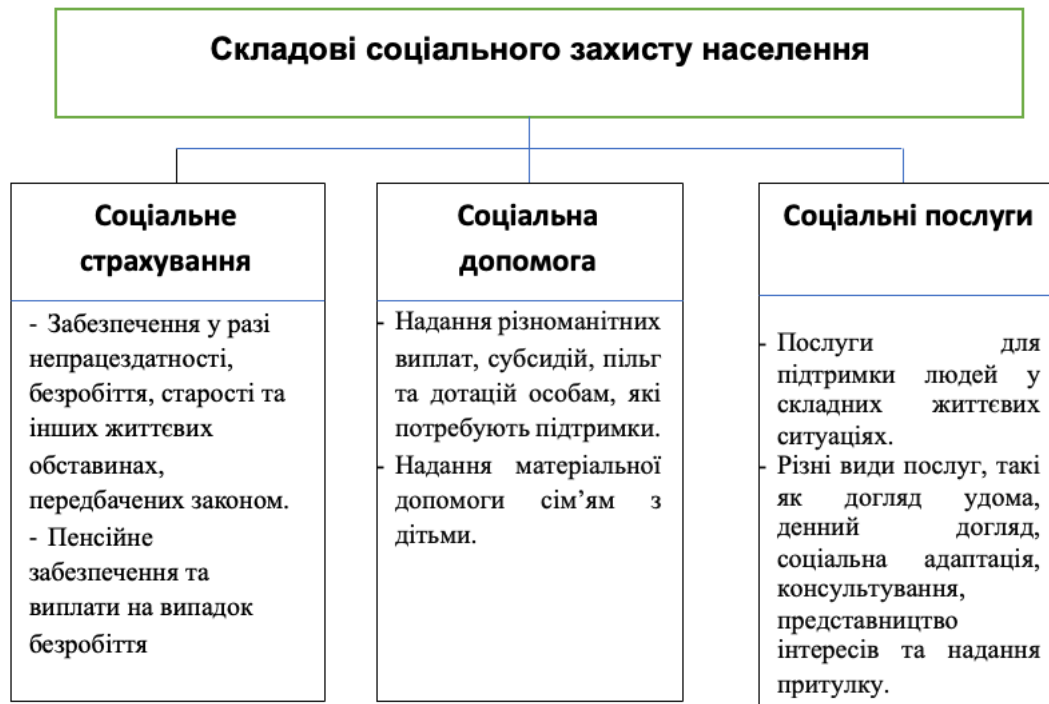 Складові соціального захисту населення
Соціальне
страхування
- Забезпечення у разі
непрацездатності,
безробіття, старості та
інших життєвих
обставинах,
передбачених законом.
- Пенсійне
забезпечення та
виплати на випадок
безробіття
Соціальна
допомога
- Надання різноманітних
виплат, субсидій, пільг
та дотацій особам, які
потребують підтримки.
- Надання матеріальної
допомоги сім’ям з
дітьми.
Соціальні послуги
- Послуги для
підтримки людей у
складних життєвих
ситуаціях.
- Різні види послуг, такі
як догляд удома,
денний догляд,
соціальна адаптація,
консультування,
представництво
інтересів та надання
притулку.